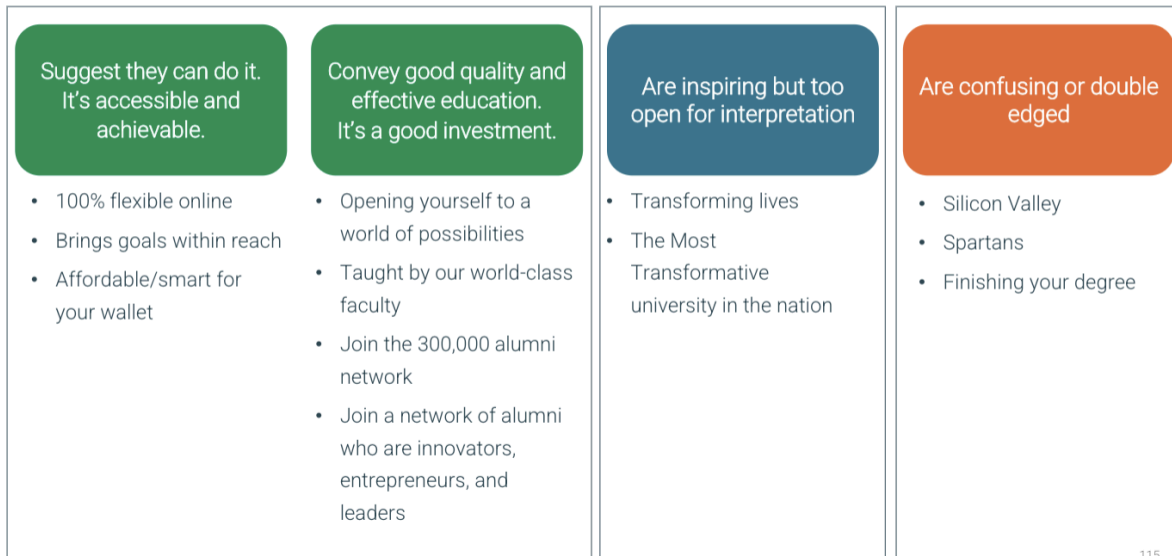 Suggest they can do it.
It’s accessible and
achievable.
• 100% flexible online
• Brings goals within reach
• Affordable/smart for
your wallet
Convey good quality and
effective education.
It’s a good investment.
• Opening yourself to a
world of possibilities
• Taught by our world-class
faculty
• Join the 300,000 alumni
network
• Join a network of alumni
who are innovators,
entrepreneurs, and
leaders
Are inspiring but too
open for interpretation
• Transforming lives
• The Most
Transformative
university in the nation
Are confusing or double
edged
• Silicon Valley
• Spartans
• Finishing your degree
115